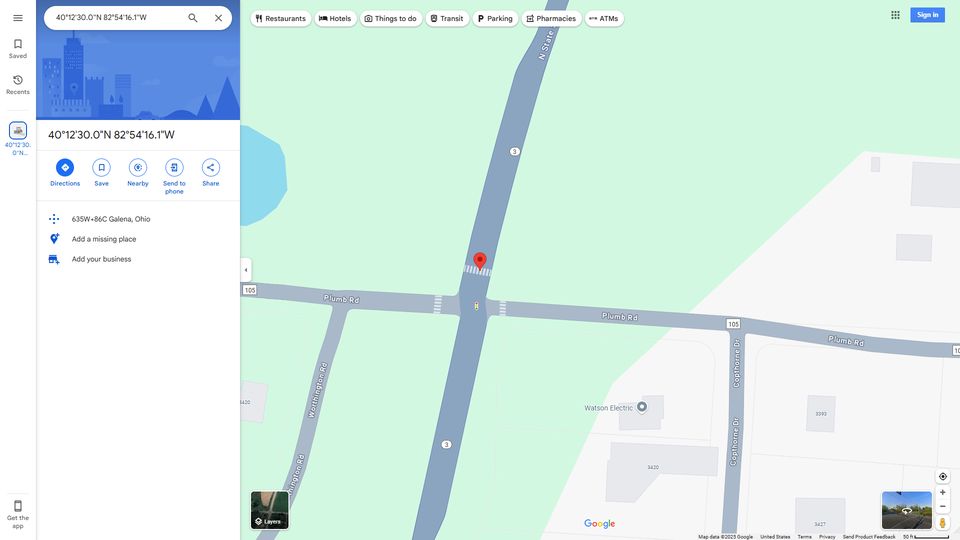 40°12'30.0"N 82°54'16.1"W
Restaurants
Hotels
Things to do
Transit
Parking
Pharmacies
ATMs
Sign in
Saved
Recents
40°12'30.
0"N...
40°12'30.0"N 82°54'16.1"W
Directions
Save
Nearby
Send to
phone
Share
635W+86C Galena, Ohio
Add a missing place
Add your business
Get the
app
N State
3
105
Plumb Rd
Plumb Rd
105
Plumb Rd
10
Worthington Rd
Copthorne Dr
3420
Watson Electric
3393
3
Copthorne Dr
3420
3427
Layers
Google
Map data ©2025 Google
United States
Terms
Privacy
Send Product Feedback
50 ft